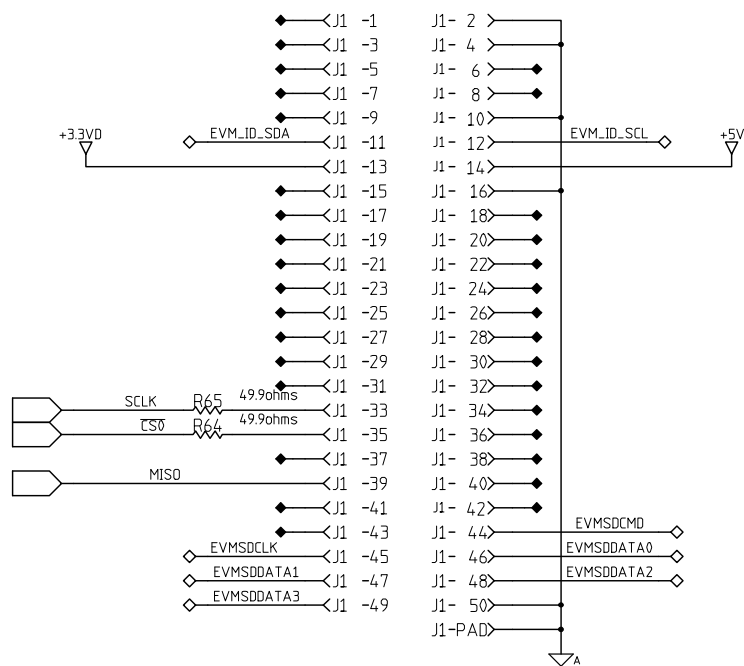 J1 -1 J1- 2
J1 -3 J1- 4
J1 -5 J1- 6
J1 -7 J1- 8
J1 -9 J1- 10
+3.3VD EVM_ID_SDA J1 -11 J1- 12 EVM_ID_SCL +5V
J1 -13 J1- 14
J1 -15 J1- 16
J1 -17 J1- 18
J1 -19 J1- 20
J1 -21 J1- 22
J1 -23 J1- 24
J1 -25 J1- 26
J1 -27 J1- 28
J1 -29 J1- 30
J1 -31 J1- 32
SCLK R65 49.9ohms J1 -33 J1- 34
CS0 R64 49.9ohms J1 -35 J1- 36
J1 -37 J1- 38
MISO J1 -39 J1- 40
J1 -41 J1- 42
J1 -43 J1- 44 EVMSDCMD
EVMSDCLK J1 -45 J1- 46 EVMSDDATA0
EVMSDDATA1 J1 -47 J1- 48 EVMSDDATA2
EVMSDDATA3 J1 -49 J1- 50
J1-PAD
A